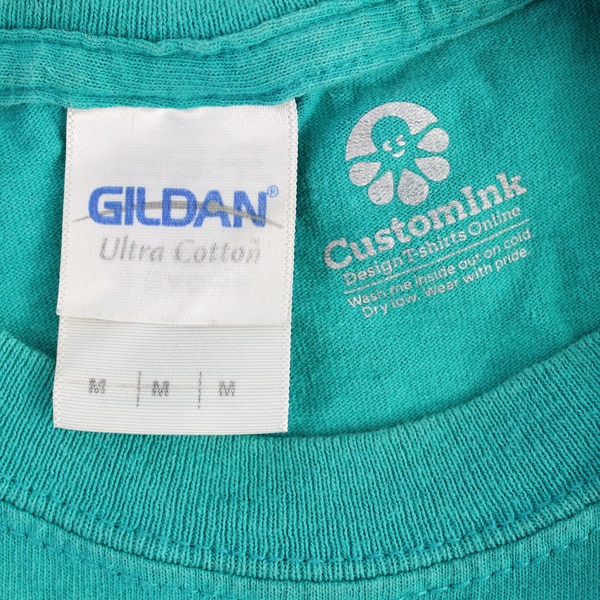 GILDAN®
Ultra Cotton
M | M | M
CustomInk
Design T-shirts Online
Wash me inside out on cold.
Dry low. Wear with pride.